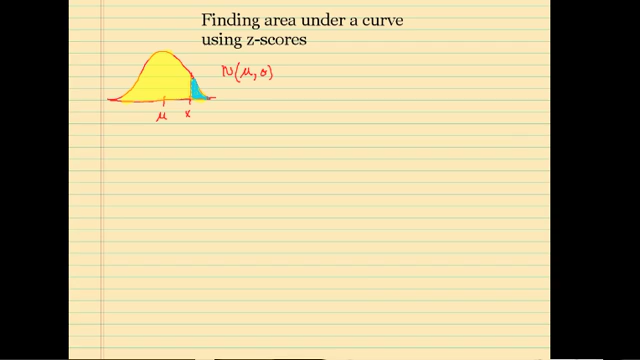 Finding area under a curve
using z-scores
N(μ, σ)
μ x